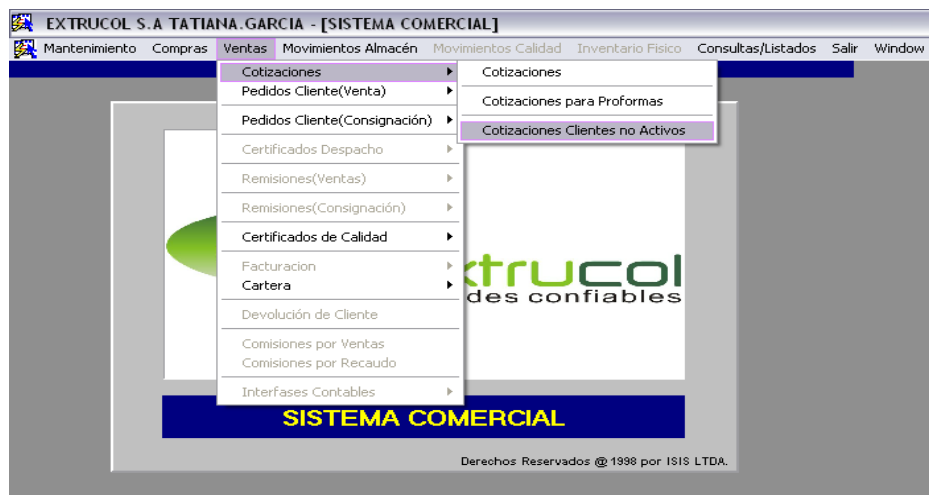 EXTRUCOL S.A TATIANA.GARCIA - [SISTEMA COMERCIAL]
Mantenimiento Compras Ventas Movimientos Almacén Movimientos Calidad Inventario Fisico Consultas/Listados Salir Window
Cotizaciones
Pedidos Cliente(Venta)
Pedidos Cliente(Consignación)
Certificados Despacho
Remisiones(Ventas)
Remisiones(Consignación)
Certificados de Calidad
Facturacion
Cartera
Devolución de Cliente
Comisiones por Ventas
Comisiones por Recaudo
Interfases Contables
Cotizaciones
Cotizaciones para Proformas
Cotizaciones Clientes no Activos
xtrucol
des confiables
SISTEMA COMERCIAL
Derechos Reservados @ 1998 por ISIS LTDA.